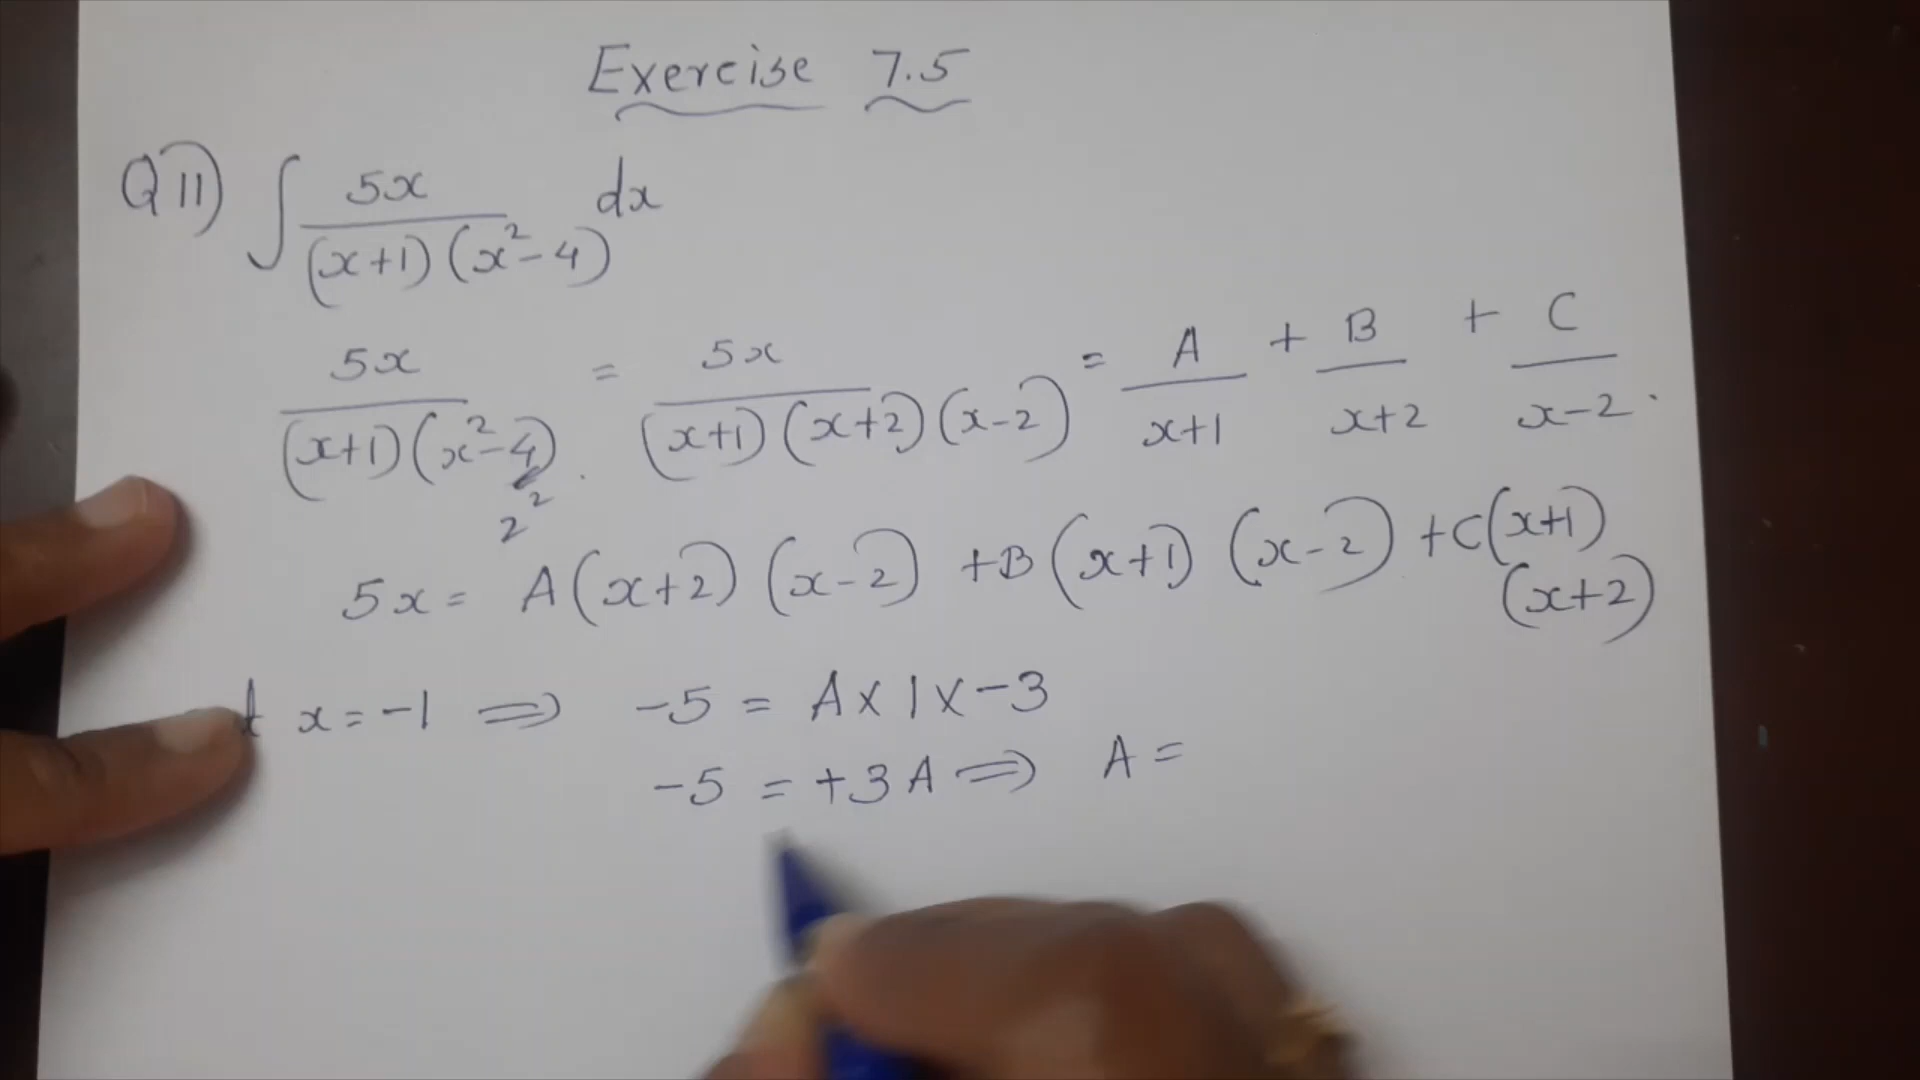 Exercise 7.5
Q11) ∫ 5x / (x+1)(x²-4) dx
5x / (x+1)(x²-4) = 5x / (x+1)(x+2)(x-2) = A / x+1 + B / x+2 + C / x-2 .
2²
5x = A(x+2)(x-2) +B(x+1)(x-2) +C(x+1)
(x+2)
x=-1 ⇒ -5 = A×1×-3
-5 = +3A ⇒ A =